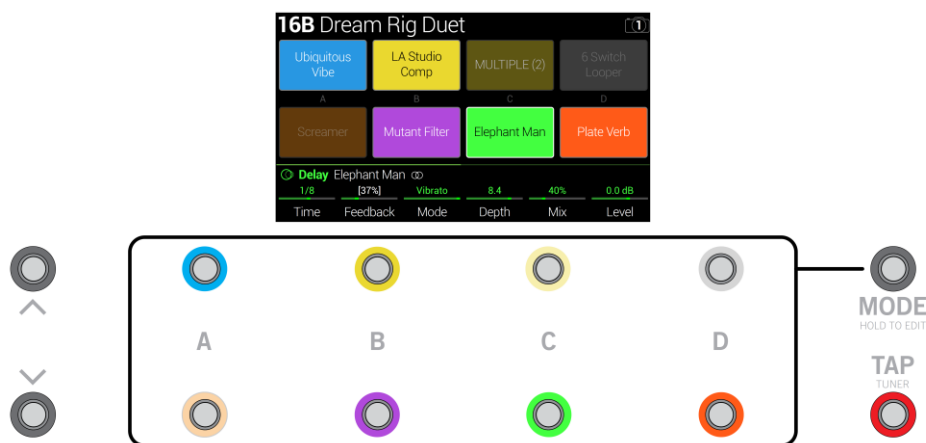 16B Dream Rig Duet
1
Ubiquitous Vibe
LA Studio Comp
MULTIPLE (2)
6 Switch Looper
A
B
C
D
Screamer
Mutant Filter
Elephant Man
Plate Verb
Delay Elephant Man
1/8 [37%] Vibrato 8.4 40% 0.0 dB
Time Feedback Mode Depth Mix Level
A B C D
MODE
HOLD TO EDIT
TAP
TUNER